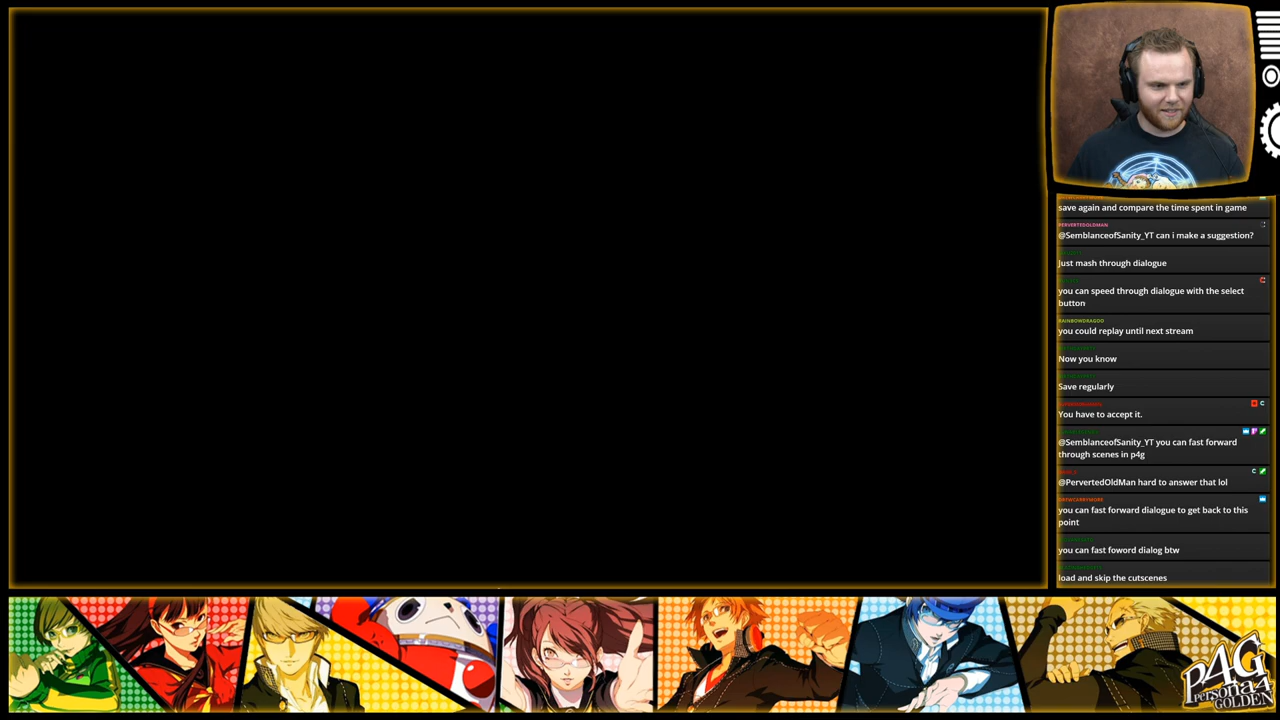 save again and compare the time spent in game
PERVERTEDOLDMAN
@SemblanceofSanity_YT can i make a suggestion?
Just mash through dialogue
you can speed through dialogue with the select
button
RAINBOWDRAGOO
you could replay until next stream
Now you know
Save regularly
You have to accept it.
@SemblanceofSanity_YT you can fast forward
through scenes in p4g
@PervertedOldMan hard to answer that lol
DREWCARRYMORE
you can fast forward dialogue to get back to this
point
you can fast foword dialog btw
load and skip the cutscenes
P4G
Persona4
GOLDEN